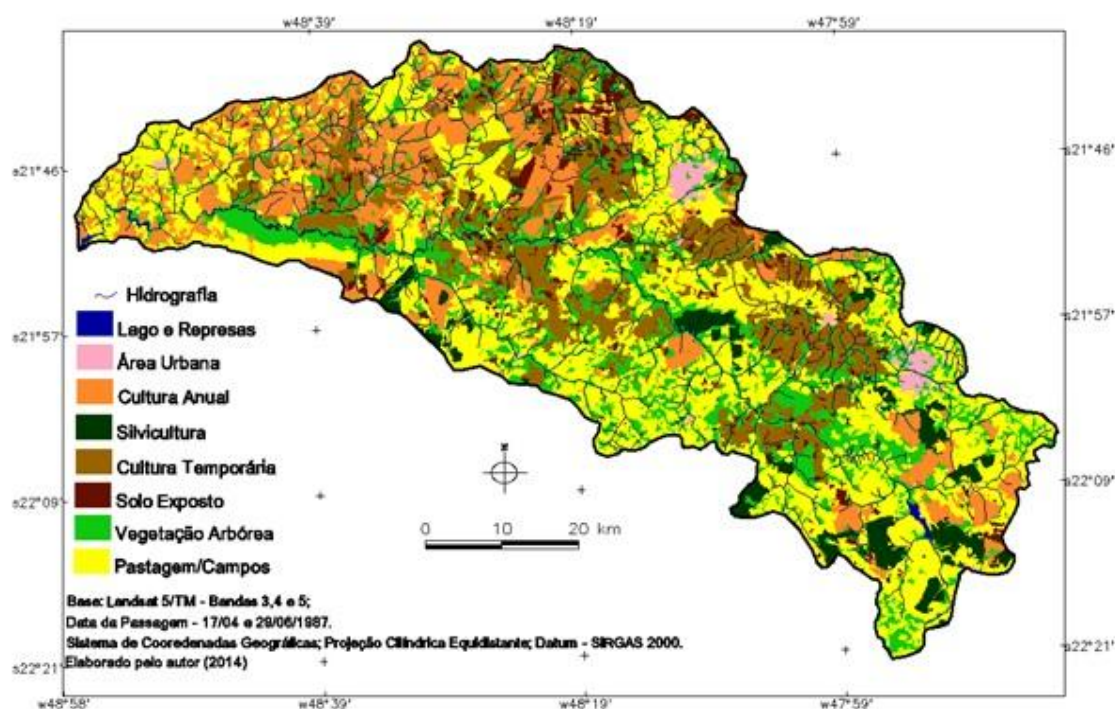 w48°39' w48°19' w47°59'
s21°46' s21°46'
s21°57' s21°57'
s22°09' s22°09'
s22°21' s22°21'
Hidrografia
Lago e Represas
Área Urbana
Cultura Anual
Silvicultura
Cultura Temporária
Solo Exposto
Vegetação Arbórea
Pastagem/Campos
N
0 10 20 km
Base: Landsat 5/TM - Bandas 3,4 e 5;
Data da Passagem - 17/04 e 29/06/1987.
Sistema de Cooredenadas Geográficas; Projeção Cilíndrica Equidistante; Datum - SIRGAS 2000.
Elaborado pelo autor (2014)
w48°58' w48°39' w48°19' w47°59'